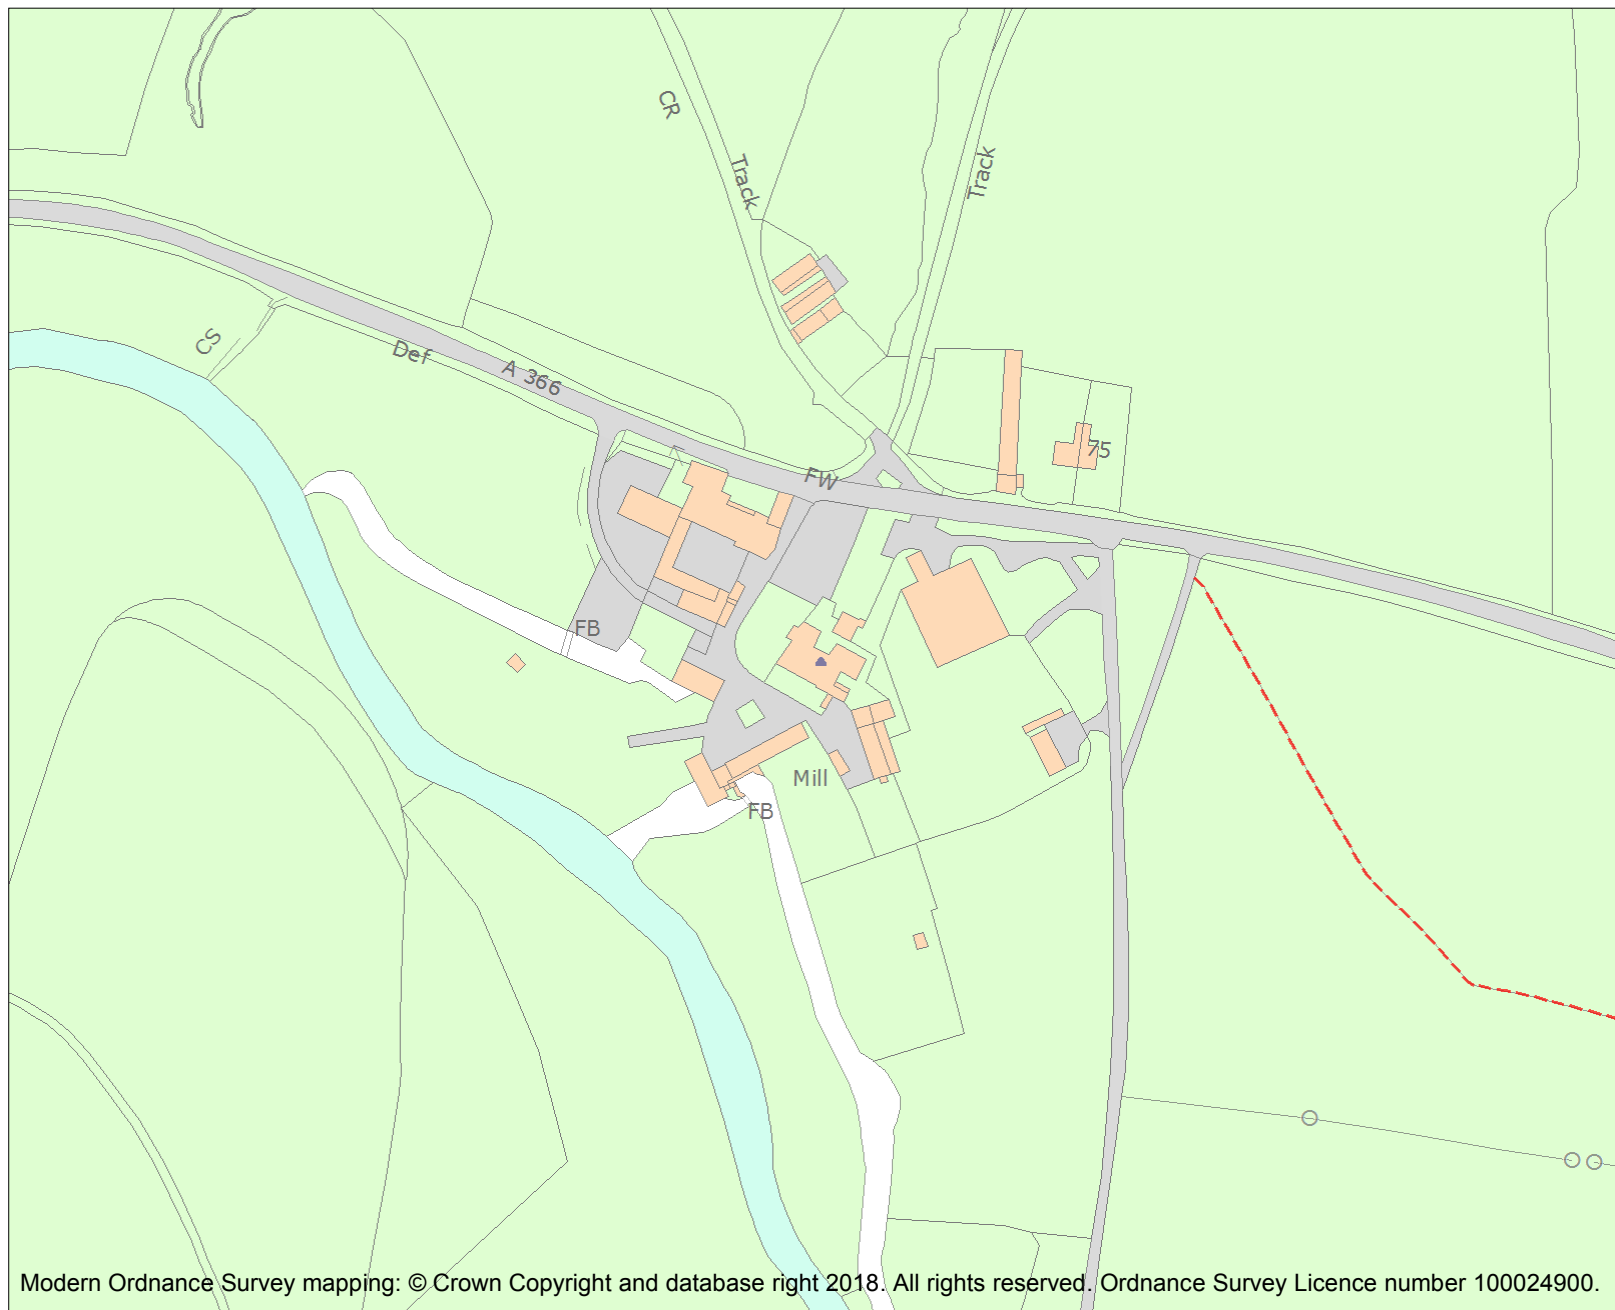 CR
Track
Track
CS
Def
A 366
75
FW
FB
Mill
FB
Modern Ordnance Survey mapping: © Crown Copyright and database right 2018. All rights reserved. Ordnance Survey Licence number 100024900.